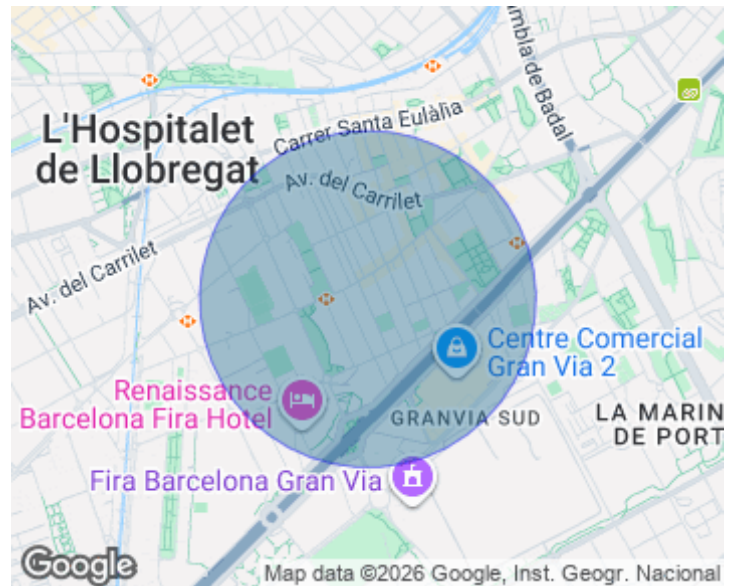 ambla de Badal
L'Hospitalet
de Llobregat
Carrer Santa Eulàlia
Av. del Carrilet
Av. del Carrilet
Centre Comercial
Gran Via 2
Renaissance
Barcelona Fira Hotel
GRANVIA SUD
LA MARIN
DE PORT
Fira Barcelona Gran Via
Google
Map data ©2026 Google, Inst. Geogr. Nacional